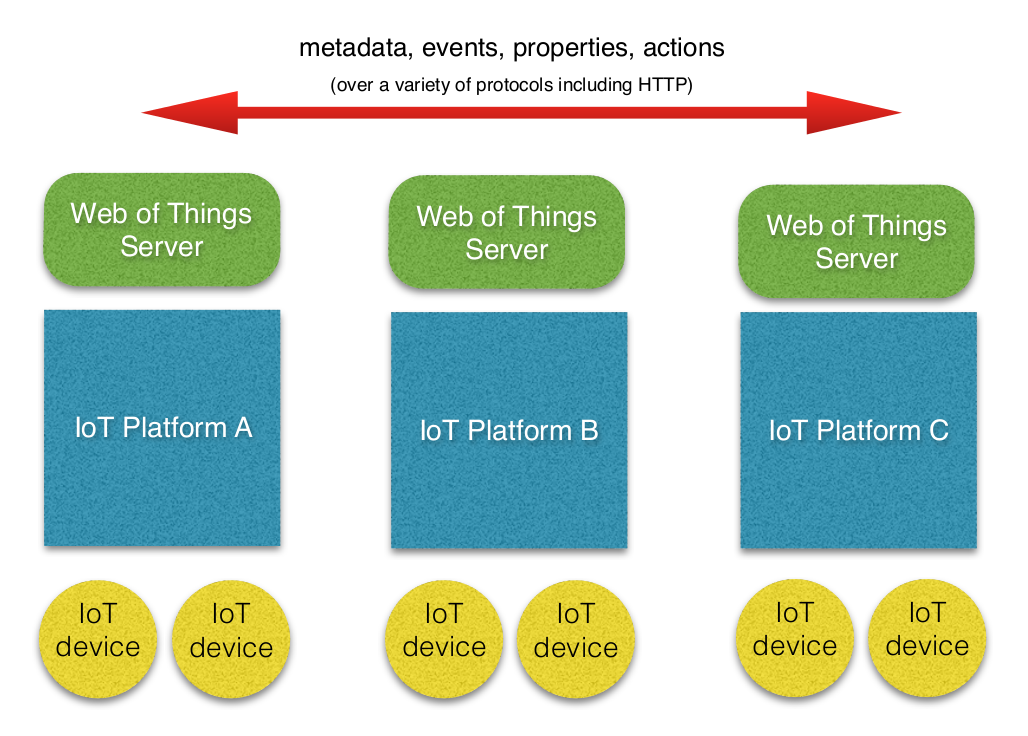 metadata, events, properties, actions
(over a variety of protocols including HTTP)
Web of Things
Server
Web of Things
Server
Web of Things
Server
IoT Platform A
IoT Platform B
IoT Platform C
IoT
device
IoT
device
IoT
device
IoT
device
IoT
device
IoT
device